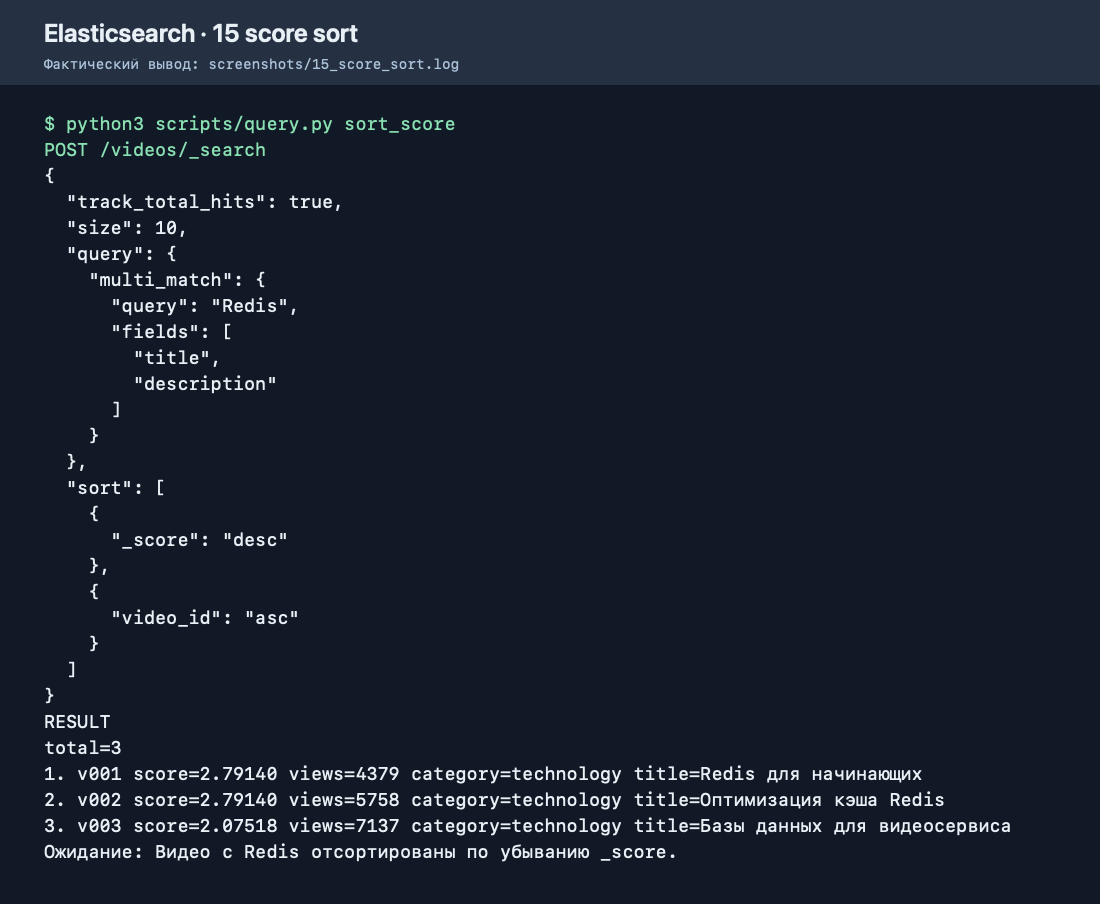 Elasticsearch · 15 score sort
Фактический вывод: screenshots/15_score_sort.log
$ python3 scripts/query.py sort_score
POST /videos/_search
{
  "track_total_hits": true,
  "size": 10,
  "query": {
    "multi_match": {
      "query": "Redis",
      "fields": [
        "title",
        "description"
      ]
    }
  },
  "sort": [
    {
      "_score": "desc"
    },
    {
      "video_id": "asc"
    }
  ]
}
RESULT
total=3
1. v001 score=2.79140 views=4379 category=technology title=Redis для начинающих
2. v002 score=2.79140 views=5758 category=technology title=Оптимизация кэша Redis
3. v003 score=2.07518 views=7137 category=technology title=Базы данных для видеосервиса
Ожидание: Видео с Redis отсортированы по убыванию _score.